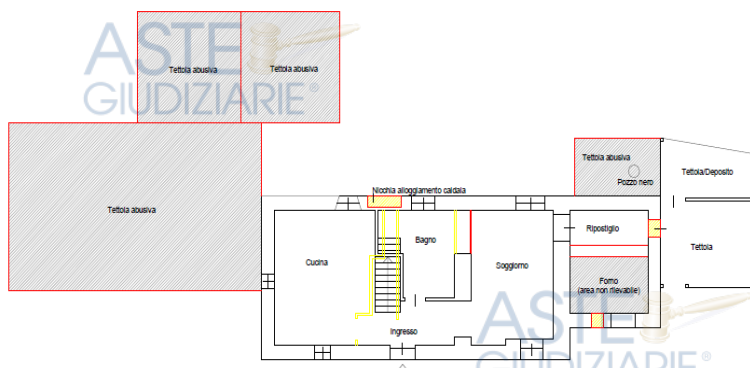 ASTE
GIUDIZIARIE®
Tettoia abusiva
Tettoia abusiva
Tettoia abusiva
Tettoia abusiva
Pozzo nero
Tettoia/Deposito
Nicchia alloggiamento caldaia
Cucina
Bagno
Soggiorno
Ripostiglio
Tettoia
Forno
(area non rilevabile)
Ingresso
ASTE
GIUDIZIARIE®